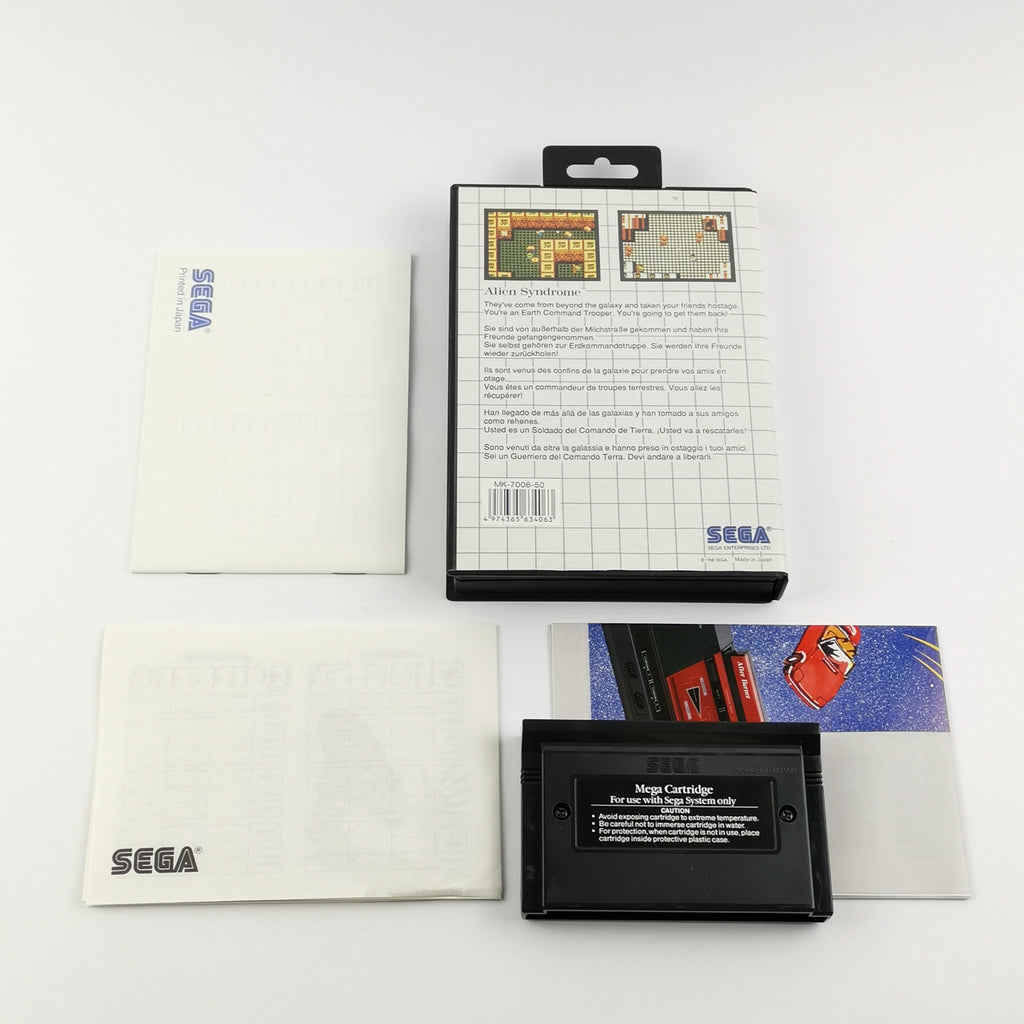 SEGA®
Printed in Japan
Alien Syndrome™
They've come from beyond the galaxy and taken your friends hostage.
You're an Earth Command Trooper. You're going to get them back!
Sie sind von außerhalb der Milchstraße gekommen und haben Ihre
Freunde gefangengenommen.
Sie selbst gehören zur Erdkommandotruppe. Sie werden Ihre Freunde
wieder zurückholen!
Ils sont venus des confins de la galaxie pour prendre vos amis en
otage.
Vous êtes un commandeur de troupes terrestres. Vous allez les
récupérer!
Han llegado de más allá de las galaxias y han tomado a sus amigos
como rehenes.
Usted es un Soldado del Comando de Tierra. ¡Usted va a rescatarles!
Sono venuti da oltre la galassia e hanno preso in ostaggio i tuoi amici.
Sei un Guerriero del Comando Terra. Devi andare a liberarli.
MK-7006-50
4 974365 634063
SEGA®
SEGA ENTERPRISES LTD.
© 1988 SEGA Made in Japan
Alien Syndrome
SEGA®
After Burner
SEGA
Mega Cartridge
For use with Sega System only
CAUTION
• Avoid exposing cartridge to extreme temperature.
• Be careful not to immerse cartridge in water.
• For protection, when cartridge is not in use, place
cartridge inside protective plastic case.